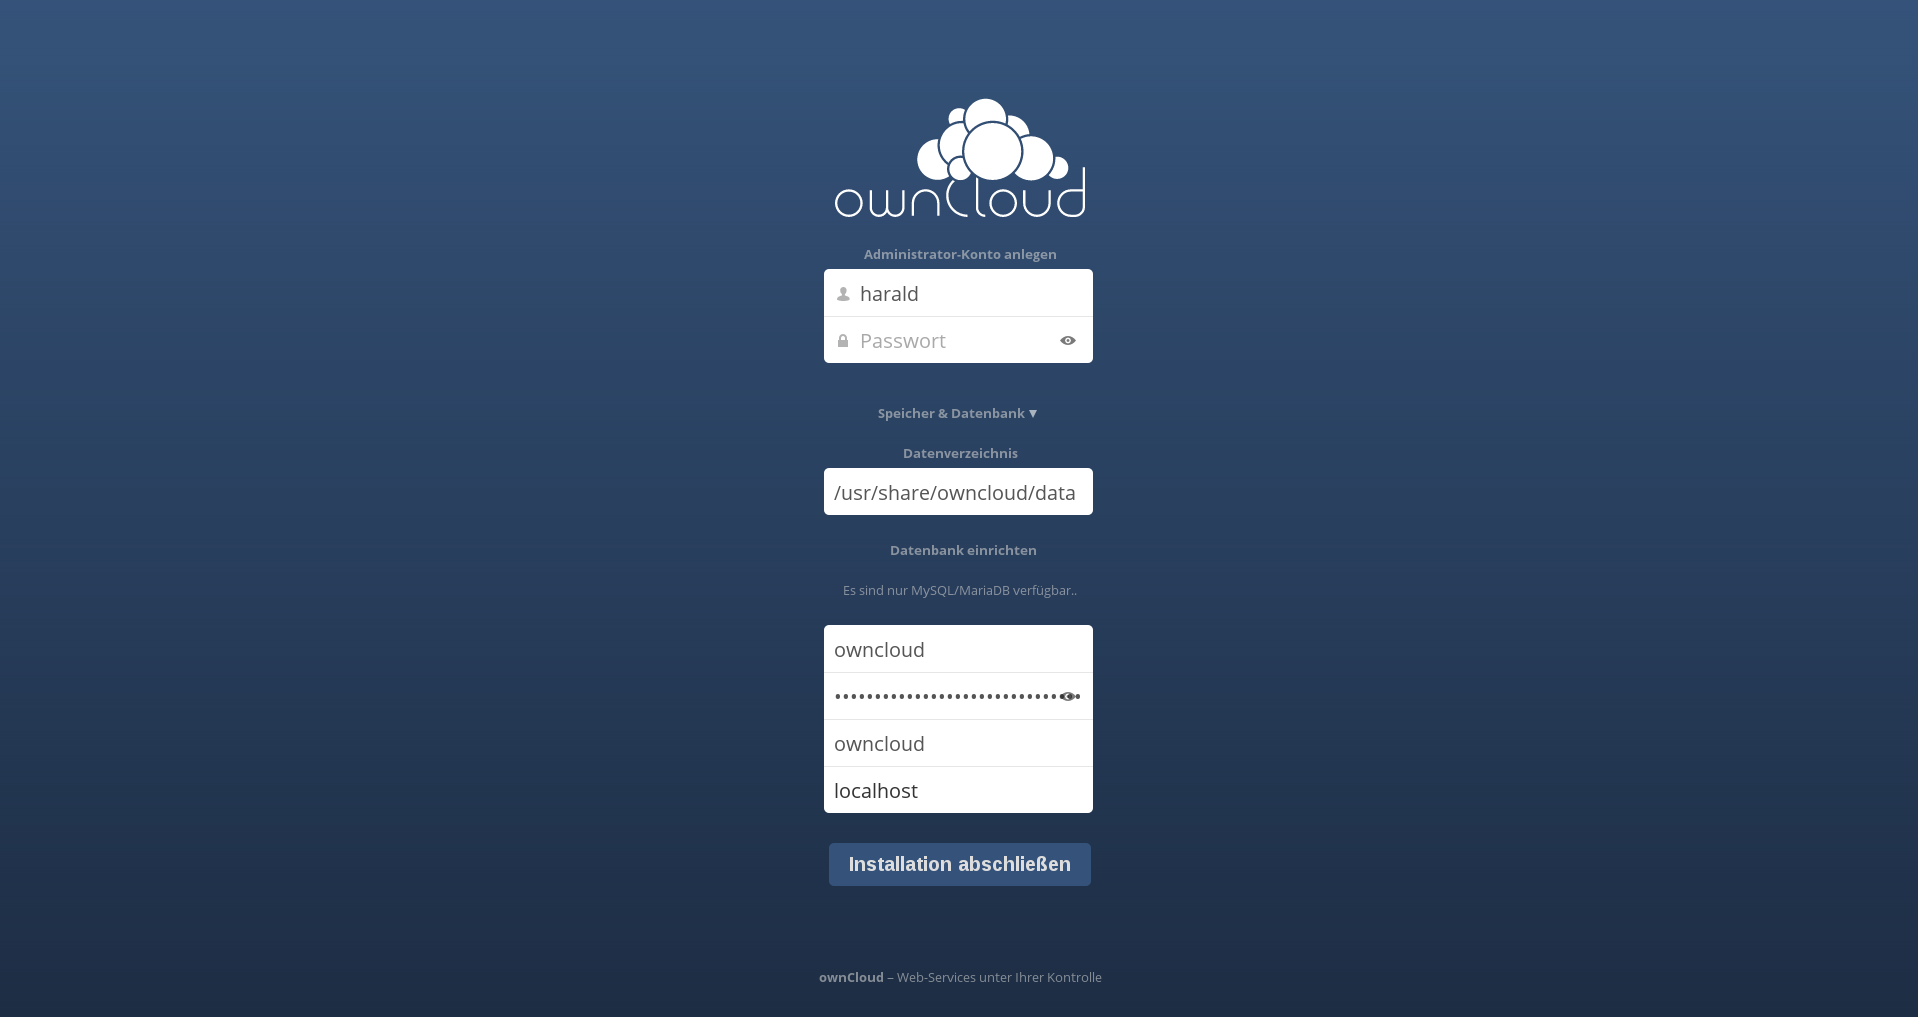 ownCloud
Administrator-Konto anlegen
harald
Passwort
Speicher & Datenbank ▼
Datenverzeichnis
/usr/share/owncloud/data
Datenbank einrichten
Es sind nur MySQL/MariaDB verfügbar..
owncloud
owncloud
localhost
Installation abschließen
ownCloud – Web-Services unter Ihrer Kontrolle